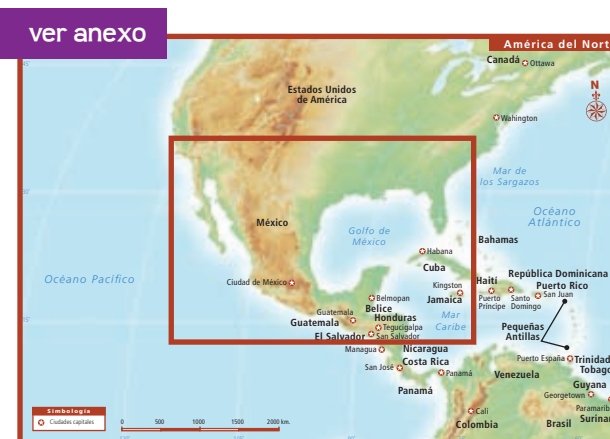 ver anexo
América del Nort
Canadá
Ottawa
45°
Estados Unidos
de América
N
Wahington
Mar de
los Sargazos
30°
Océano
Atlántico
México
Golfo de
México
Bahamas
Habana
Cuba
Océano Pacífico
Ciudad de México
Kingston
Jamaica
Haití
República Dominicana
Puerto Rico
San Juan
Puerto
Príncipe
Santo
Domingo
Belmopan
Belice
Guatemala
Guatemala
Honduras
Tegucigalpa
Mar
Caribe
15°
El Salvador
San Salvador
Pequeñas
Antillas
Managua
Nicaragua
Costa Rica
San José
Panamá
Panamá
Puerto España
Trinidad
Tobago
Venezuela
Guyana
Georgetown
Paramarib
Surinam
Cali
Colombia
Brasil
Simbología
Ciudades capitales
0 500 1000 1500 2000 km.